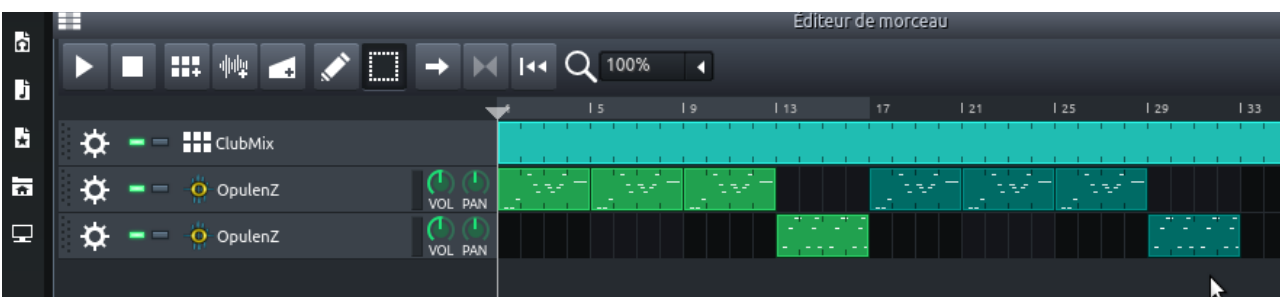 Éditeur de morceau
100%
5 9 13 17 21 25 29 33
ClubMix
OpulenZ
VOL PAN
OpulenZ
VOL PAN